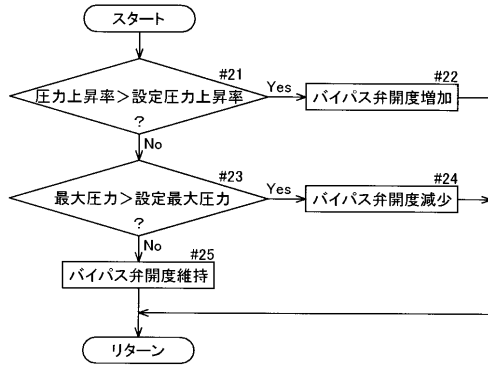 スタート
#21
圧力上昇率＞設定圧力上昇率
?
Yes
#22
バイパス弁開度増加
No
#23
最大圧力＞設定最大圧力
?
Yes
#24
バイパス弁開度減少
No
#25
バイパス弁開度維持
リターン